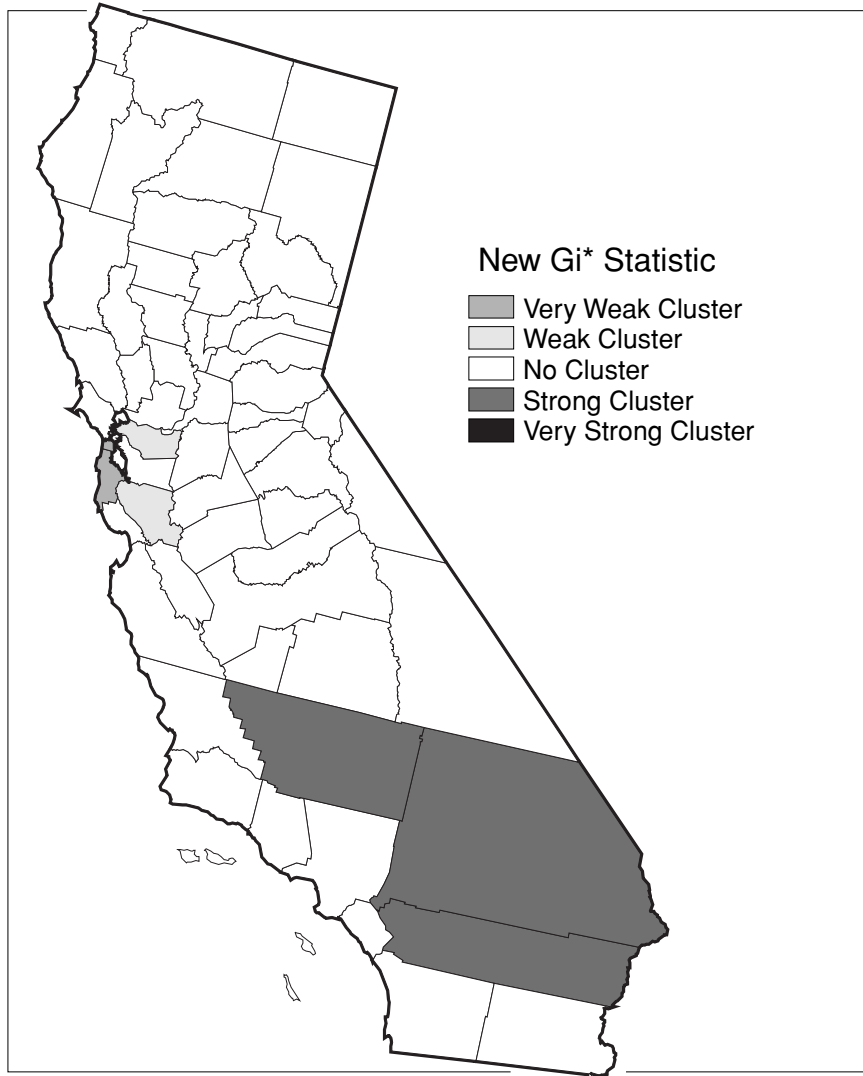 New Gi* Statistic
Very Weak Cluster
Weak Cluster
No Cluster
Strong Cluster
Very Strong Cluster